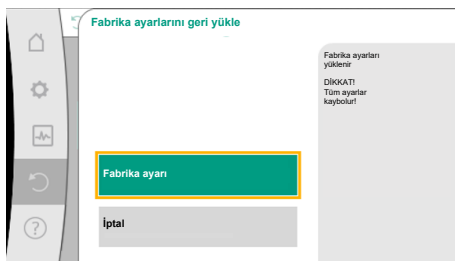 Fabrika ayarlarını geri yükle
Fabrika ayarları
yüklenir
DİKKAT!
Tüm ayarlar
kaybolur!
Fabrika ayarı
İptal
?